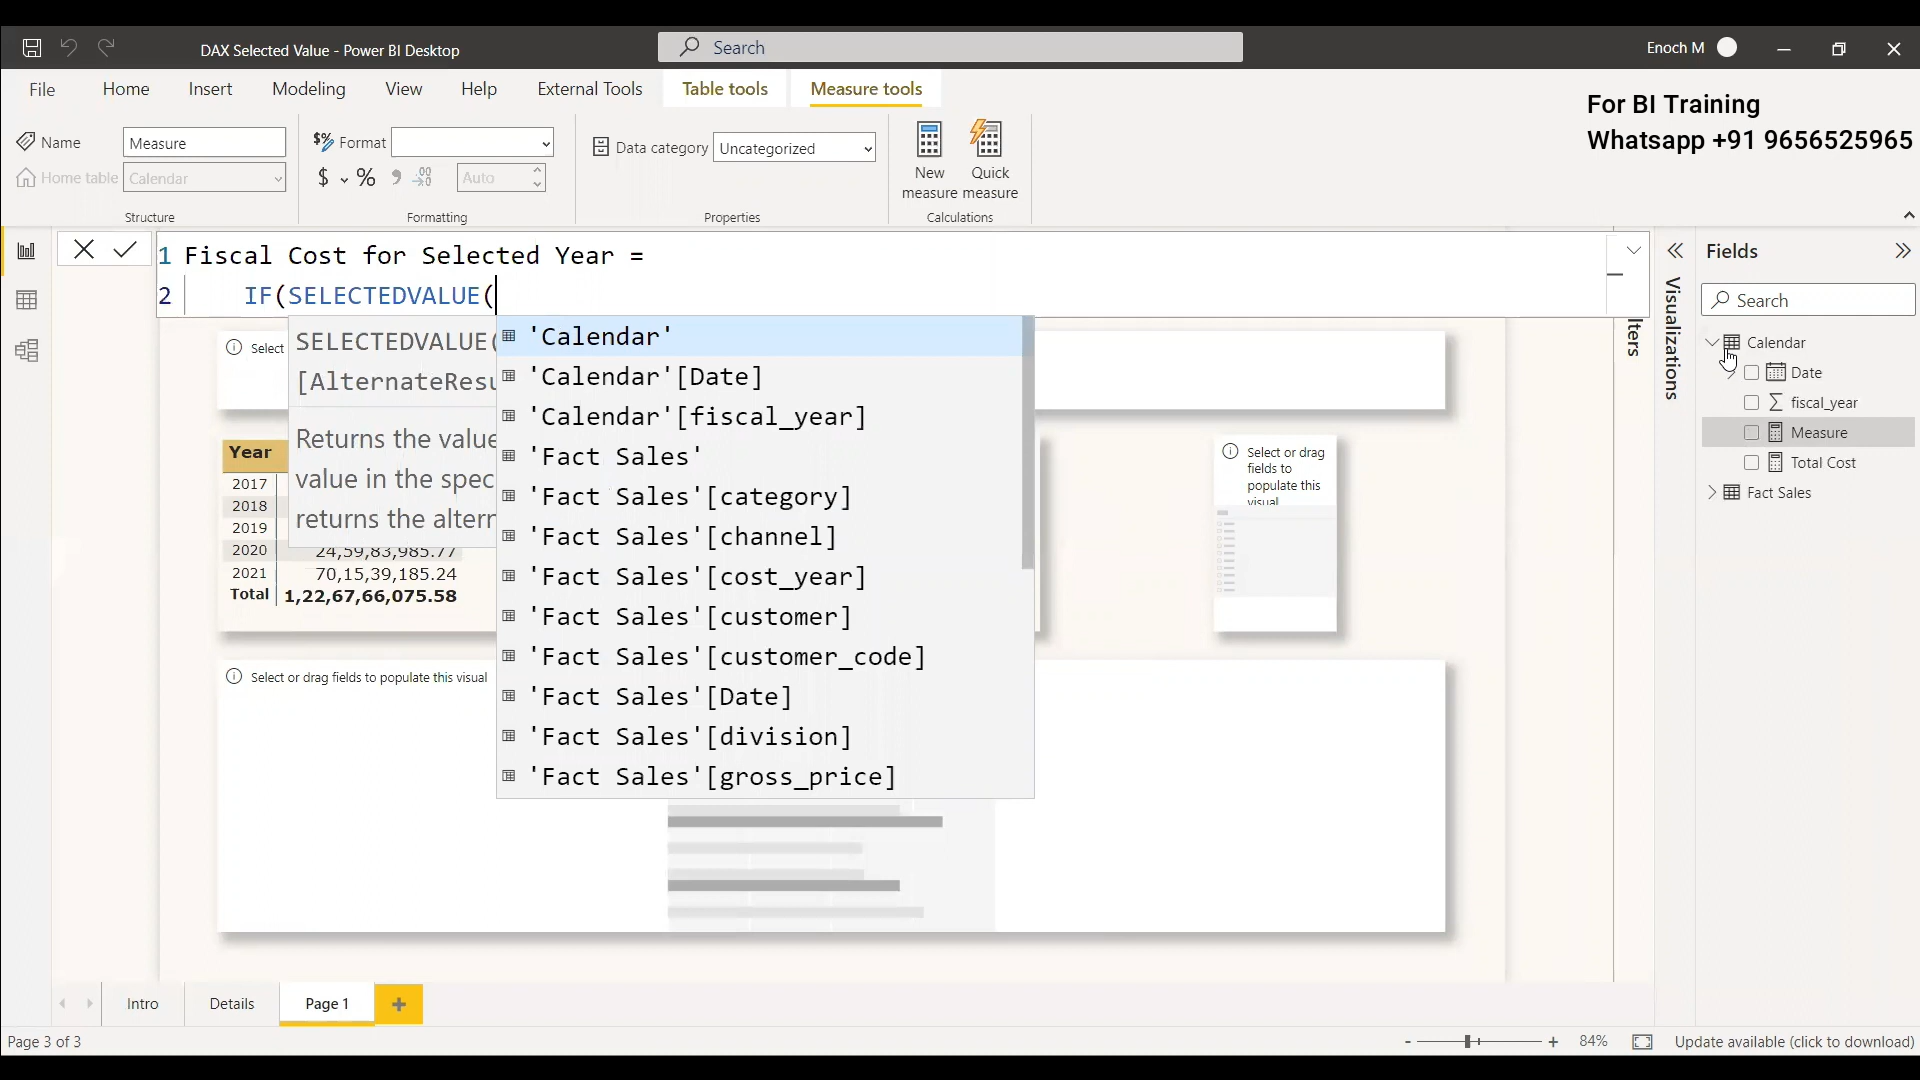 DAX Selected Value - Power BI Desktop
Search
Enoch M
File Home Insert Modeling View Help External Tools Table tools Measure tools
For BI Training
Whatsapp +91 9656525965
Name Measure
Home table Calendar
Structure
Format
$ % Auto
Formatting
Data category Uncategorized
Properties
New measure
Quick measure
Calculations
1 Fiscal Cost for Selected Year =
2 IF(SELECTEDVALUE(
SELECTEDVALUE(
[AlternateResu
Returns the value
value in the spec
returns the altern
'Calendar'
'Calendar'[Date]
'Calendar'[fiscal_year]
'Fact Sales'
'Fact Sales'[category]
'Fact Sales'[channel]
'Fact Sales'[cost_year]
'Fact Sales'[customer]
'Fact Sales'[customer_code]
'Fact Sales'[Date]
'Fact Sales'[division]
'Fact Sales'[gross_price]
Select
Year
2017
2018
2019
2020 24,59,83,985.77
2021 70,15,39,185.24
Total 1,22,67,66,075.58
Select or drag fields to populate this visual
Select or drag
fields to
populate this
visual
lters
Visualizations
Fields
Search
Calendar
Date
fiscal_year
Measure
Total Cost
Fact Sales
Intro Details Page 1 +
Page 3 of 3
- + 84%
Update available (click to download)